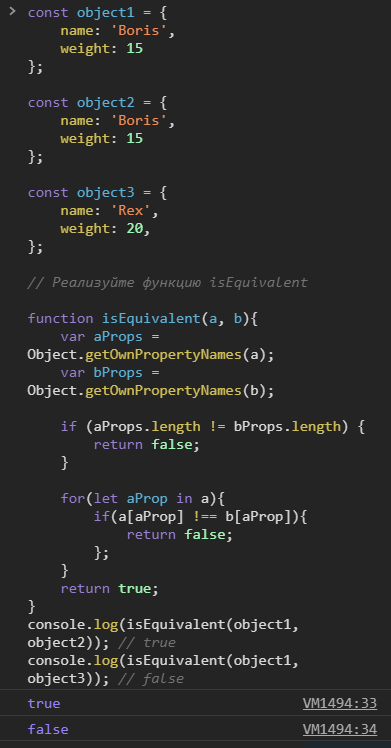 > const object1 = {
    name: 'Boris',
    weight: 15
};

const object2 = {
    name: 'Boris',
    weight: 15
};

const object3 = {
    name: 'Rex',
    weight: 20,
};

// Реализуйте функцию isEquivalent

function isEquivalent(a, b){
    var aProps =
Object.getOwnPropertyNames(a);
    var bProps =
Object.getOwnPropertyNames(b);

    if (aProps.length != bProps.length) {
        return false;
    }

    for(let aProp in a){
        if(a[aProp] !== b[aProp]){
            return false;
        };
    }
    return true;
}
console.log(isEquivalent(object1,
object2)); // true
console.log(isEquivalent(object1,
object3)); // false
true VM1494:33
false VM1494:34